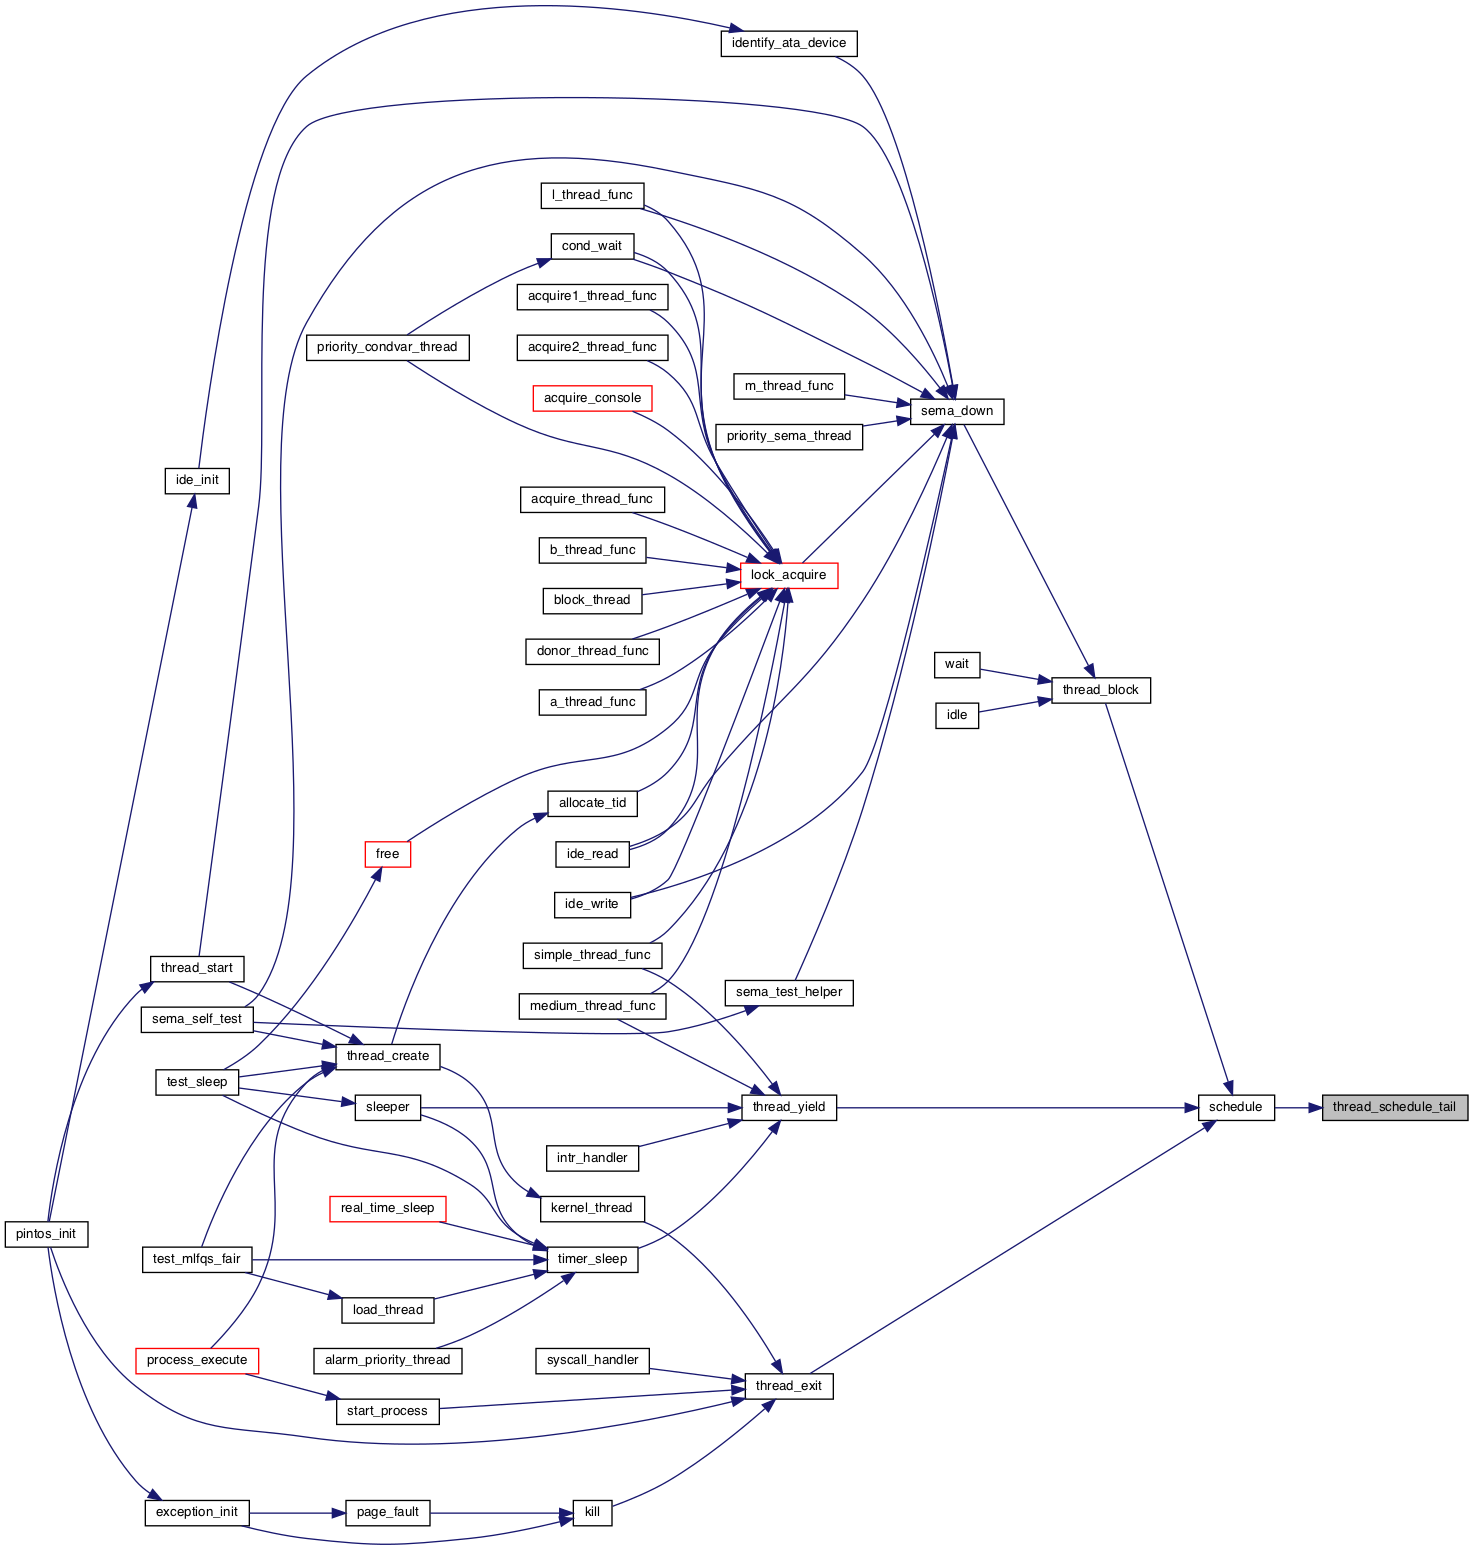 identify_ata_device
l_thread_func
cond_wait
acquire1_thread_func
priority_condvar_thread
acquire2_thread_func
m_thread_func
acquire_console
sema_down
priority_sema_thread
ide_init
acquire_thread_func
b_thread_func
lock_acquire
block_thread
donor_thread_func
wait
thread_block
a_thread_func
idle
allocate_tid
free
ide_read
ide_write
simple_thread_func
thread_start
sema_test_helper
medium_thread_func
sema_self_test
thread_create
test_sleep
sleeper
thread_yield
schedule
thread_schedule_tail
intr_handler
real_time_sleep
kernel_thread
pintos_init
test_mlfqs_fair
timer_sleep
load_thread
process_execute
alarm_priority_thread
syscall_handler
thread_exit
start_process
exception_init
page_fault
kill